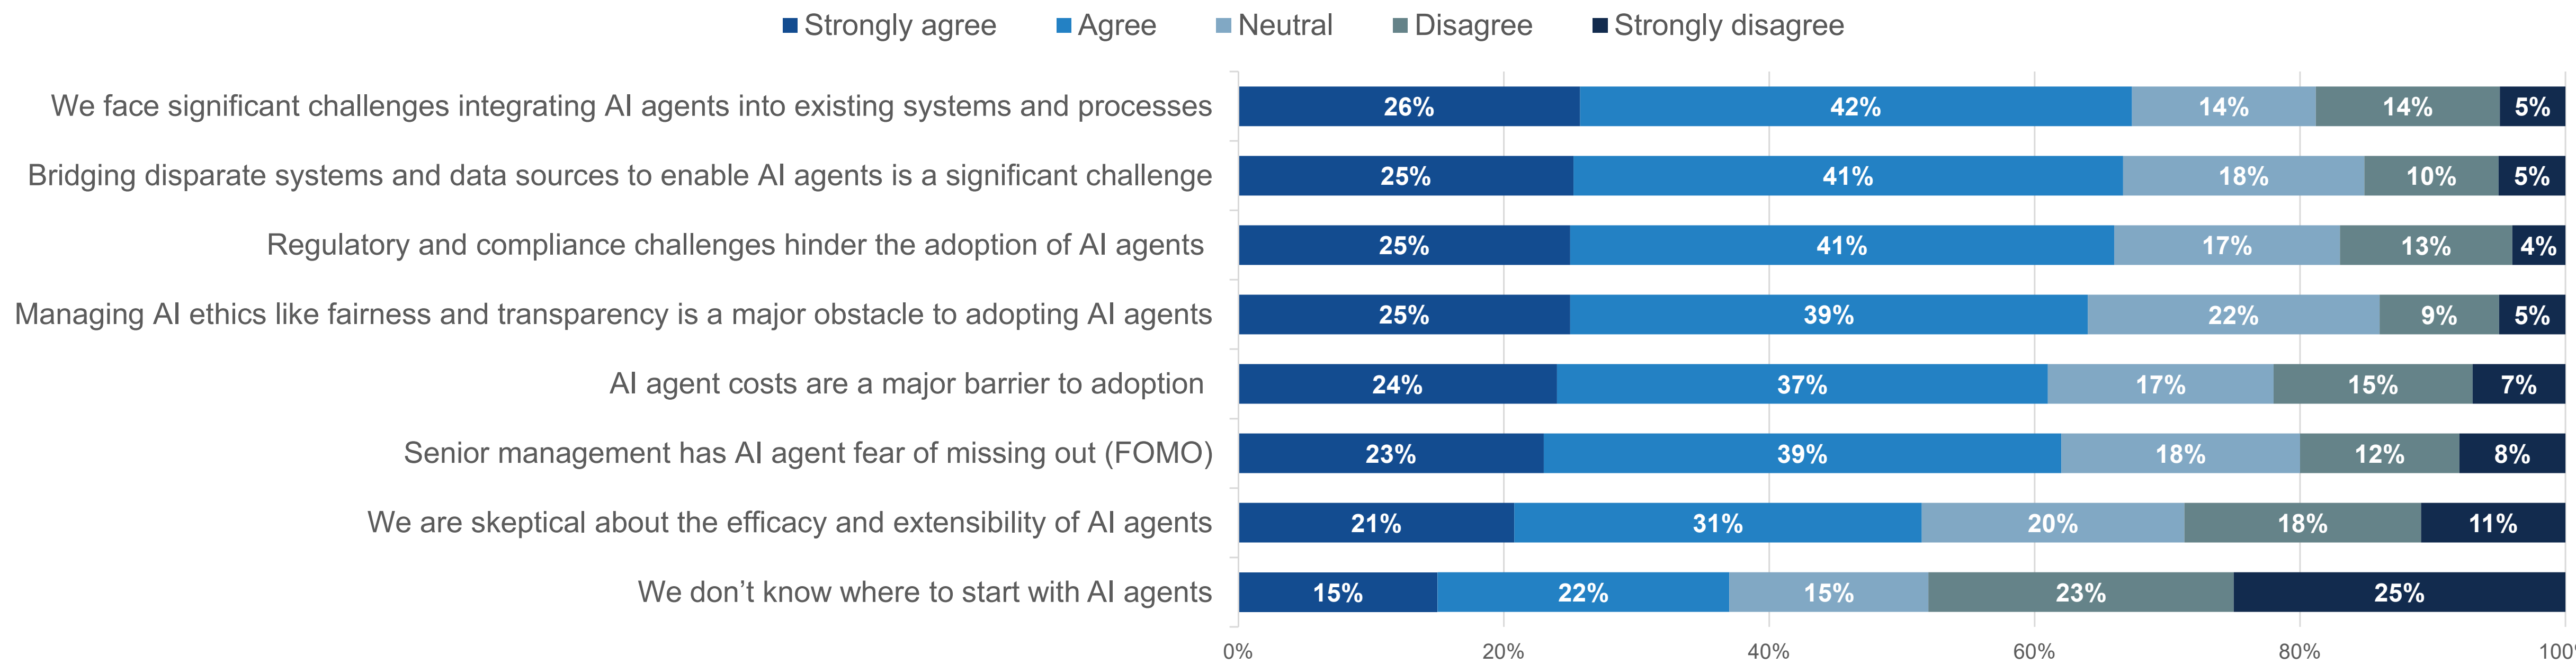 Strongly agree Agree Neutral Disagree Strongly disagree
We face significant challenges integrating AI agents into existing systems and processes 26% 42% 14% 14% 5%
Bridging disparate systems and data sources to enable AI agents is a significant challenge 25% 41% 18% 10% 5%
Regulatory and compliance challenges hinder the adoption of AI agents 25% 41% 17% 13% 4%
Managing AI ethics like fairness and transparency is a major obstacle to adopting AI agents 25% 39% 22% 9% 5%
AI agent costs are a major barrier to adoption 24% 37% 17% 15% 7%
Senior management has AI agent fear of missing out (FOMO) 23% 39% 18% 12% 8%
We are skeptical about the efficacy and extensibility of AI agents 21% 31% 20% 18% 11%
We don’t know where to start with AI agents 15% 22% 15% 23% 25%
0% 20% 40% 60% 80% 100